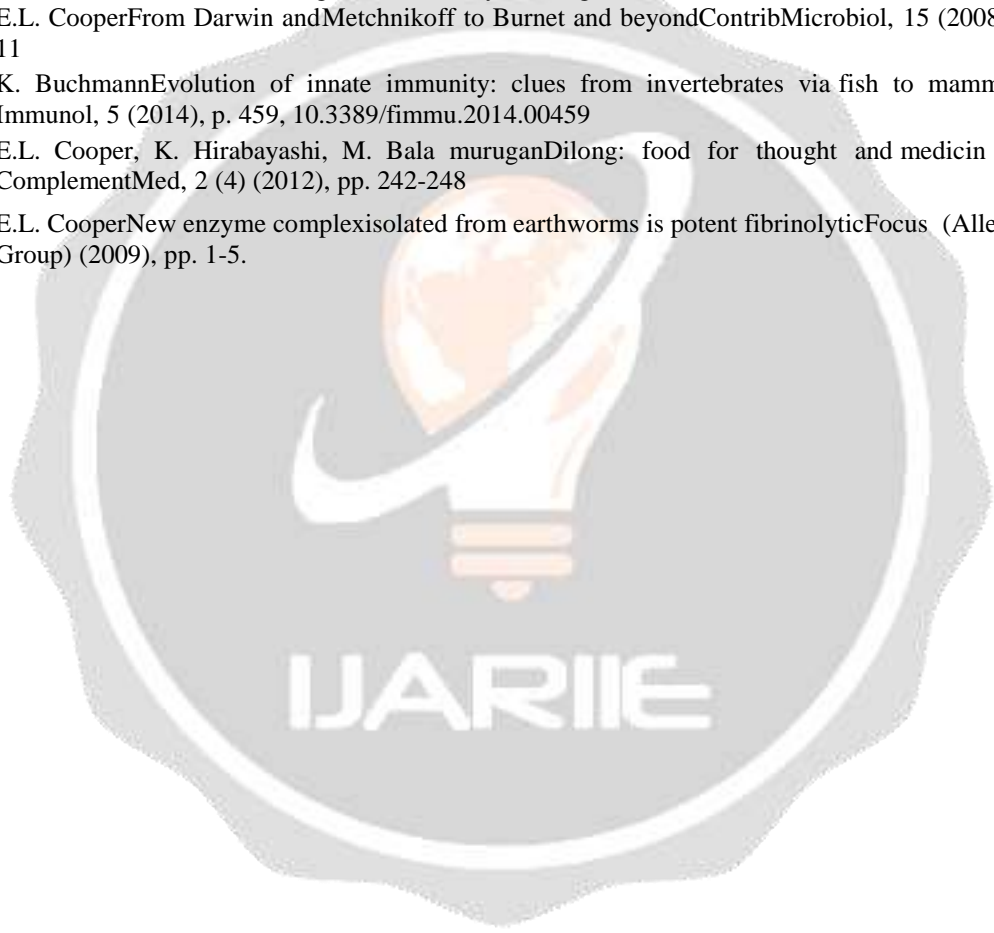 E.L. CooperFrom Darwin andMetchnikoff to Burnet and beyondContribMicrobiol, 15 (2008
11
K. BuchmannEvolution of innate immunity: clues from invertebrates via fish to mamm
Immunol, 5 (2014), p. 459, 10.3389/fimmu.2014.00459
E.L. Cooper, K. Hirabayashi, M. Bala muruganDilong: food for thought and medicin
ComplementMed, 2 (4) (2012), pp. 242-248
E.L. CooperNew enzyme complexisolated from earthworms is potent fibrinolyticFocus (Alle
Group) (2009), pp. 1-5.
IJARIIE